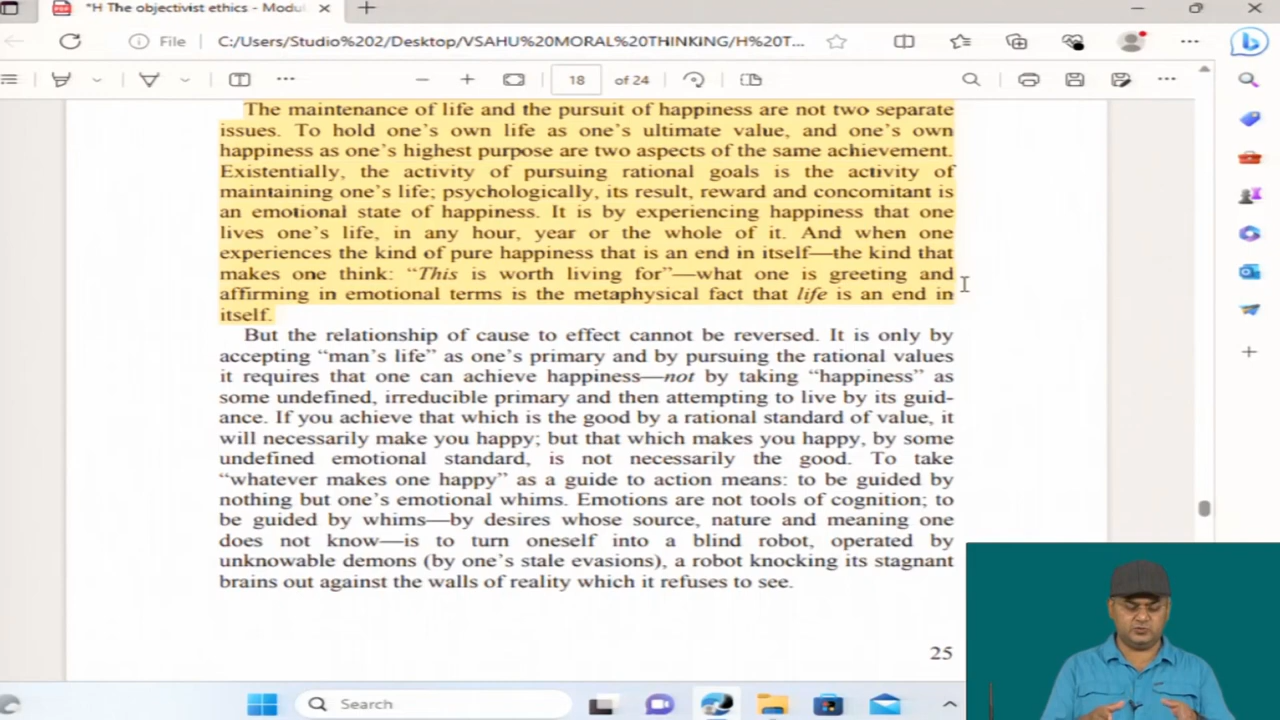 *H The objectivist ethics - Modul
File
C:/Users/Studio%202/Desktop/VSAHU%20MORAL%20THINKING/H%20T...
18 of 24
The maintenance of life and the pursuit of happiness are not two separate
issues. To hold one's own life as one's ultimate value, and one's own
happiness as one's highest purpose are two aspects of the same achievement.
Existentially, the activity of pursuing rational goals is the activity of
maintaining one's life; psychologically, its result, reward and concomitant is
an emotional state of happiness. It is by experiencing happiness that one
lives one's life, in any hour, year or the whole of it. And when one
experiences the kind of pure happiness that is an end in itself—the kind that
makes one think: “This is worth living for”—what one is greeting and
affirming in emotional terms is the metaphysical fact that life is an end in
itself.
But the relationship of cause to effect cannot be reversed. It is only by
accepting “man's life” as one's primary and by pursuing the rational values
it requires that one can achieve happiness—not by taking “happiness” as
some undefined, irreducible primary and then attempting to live by its guid-
ance. If you achieve that which is the good by a rational standard of value, it
will necessarily make you happy; but that which makes you happy, by some
undefined emotional standard, is not necessarily the good. To take
“whatever makes one happy” as a guide to action means: to be guided by
nothing but one's emotional whims. Emotions are not tools of cognition; to
be guided by whims—by desires whose source, nature and meaning one
does not know—is to turn oneself into a blind robot, operated by
unknowable demons (by one's stale evasions), a robot knocking its stagnant
brains out against the walls of reality which it refuses to see.
25
Search